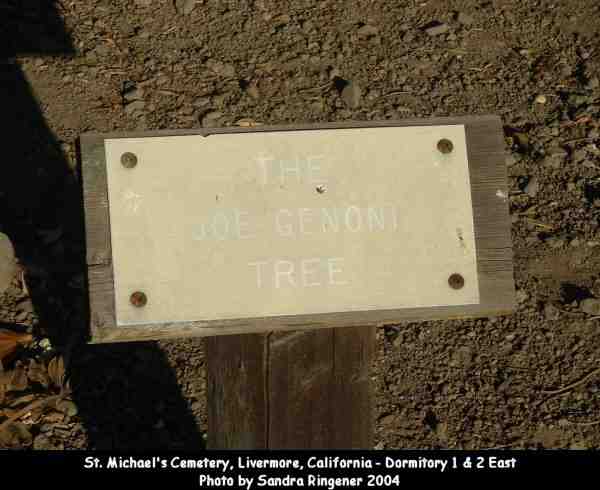 THE
JOE GENONI
TREE
St. Michael's Cemetery, Livermore, California - Dormitory 1 & 2 East
Photo by Sandra Ringener 2004